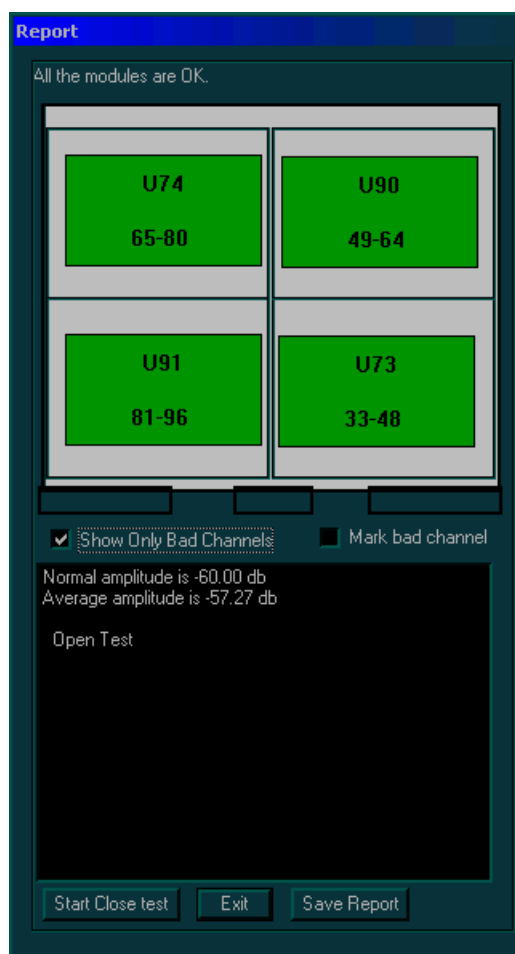 Report
All the modules are OK.
U74
65-80
U90
49-64
U91
81-96
U73
33-48
Show Only Bad Channels
Mark bad channel
Normal amplitude is -60.00 db
Average amplitude is -57.27 db
Open Test
Start Close test
Exit
Save Report